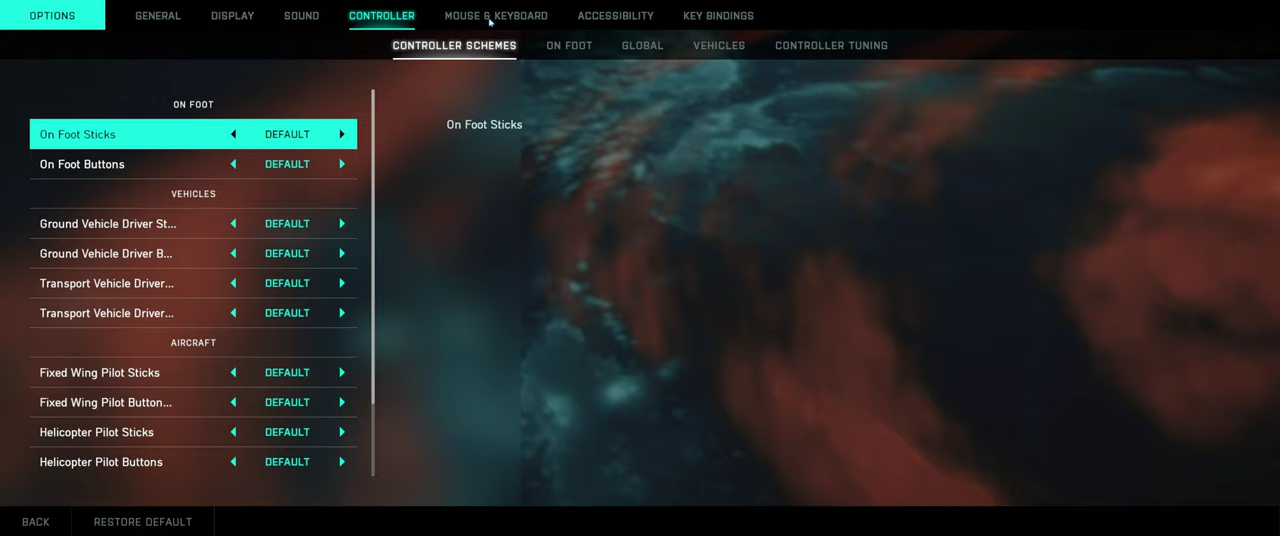 OPTIONS GENERAL DISPLAY SOUND CONTROLLER MOUSE & KEYBOARD ACCESSIBILITY KEY BINDINGS
CONTROLLER SCHEMES ON FOOT GLOBAL VEHICLES CONTROLLER TUNING
ON FOOT
On Foot Sticks DEFAULT
On Foot Buttons DEFAULT
VEHICLES
Ground Vehicle Driver St... DEFAULT
Ground Vehicle Driver B... DEFAULT
Transport Vehicle Driver... DEFAULT
Transport Vehicle Driver... DEFAULT
AIRCRAFT
Fixed Wing Pilot Sticks DEFAULT
Fixed Wing Pilot Button... DEFAULT
Helicopter Pilot Sticks DEFAULT
Helicopter Pilot Buttons DEFAULT
On Foot Sticks
BACK RESTORE DEFAULT